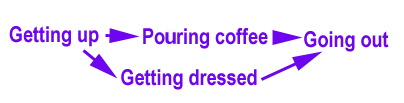 Getting up
Pouring coffee
Going out
Getting dressed